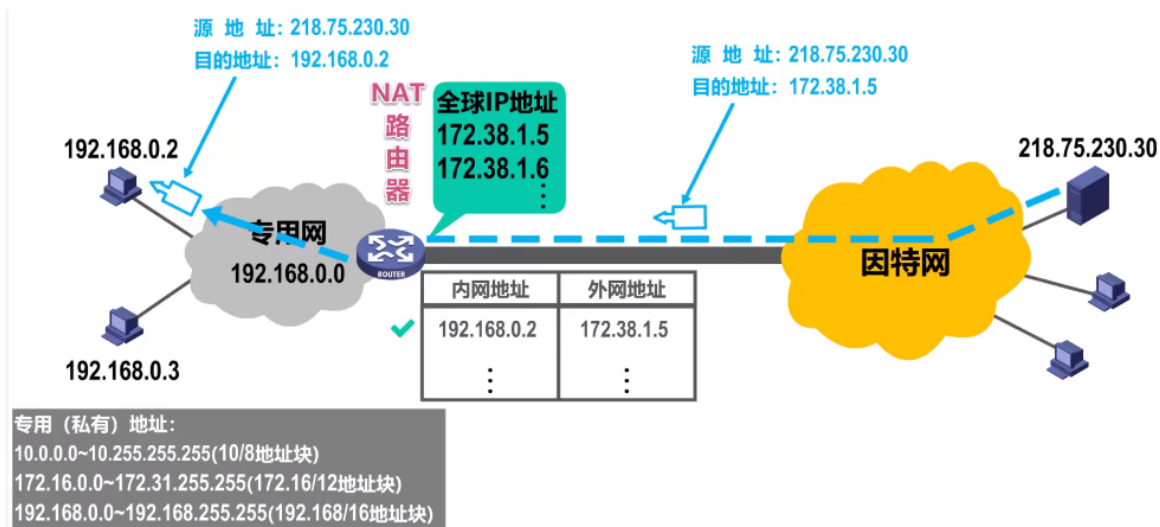 源 地 址：218.75.230.30
目的地址：192.168.0.2
源 地 址：218.75.230.30
目的地址：172.38.1.5
NAT
路
由
器
全球IP地址
172.38.1.5
172.38.1.6
⋮
192.168.0.2
218.75.230.30
专用网
192.168.0.0
ROUTER
因特网
内网地址 外网地址
192.168.0.2 172.38.1.5
⋮ ⋮
192.168.0.3
专用（私有）地址：
10.0.0.0~10.255.255.255(10/8地址块)
172.16.0.0~172.31.255.255(172.16/12地址块)
192.168.0.0~192.168.255.255(192.168/16地址块)